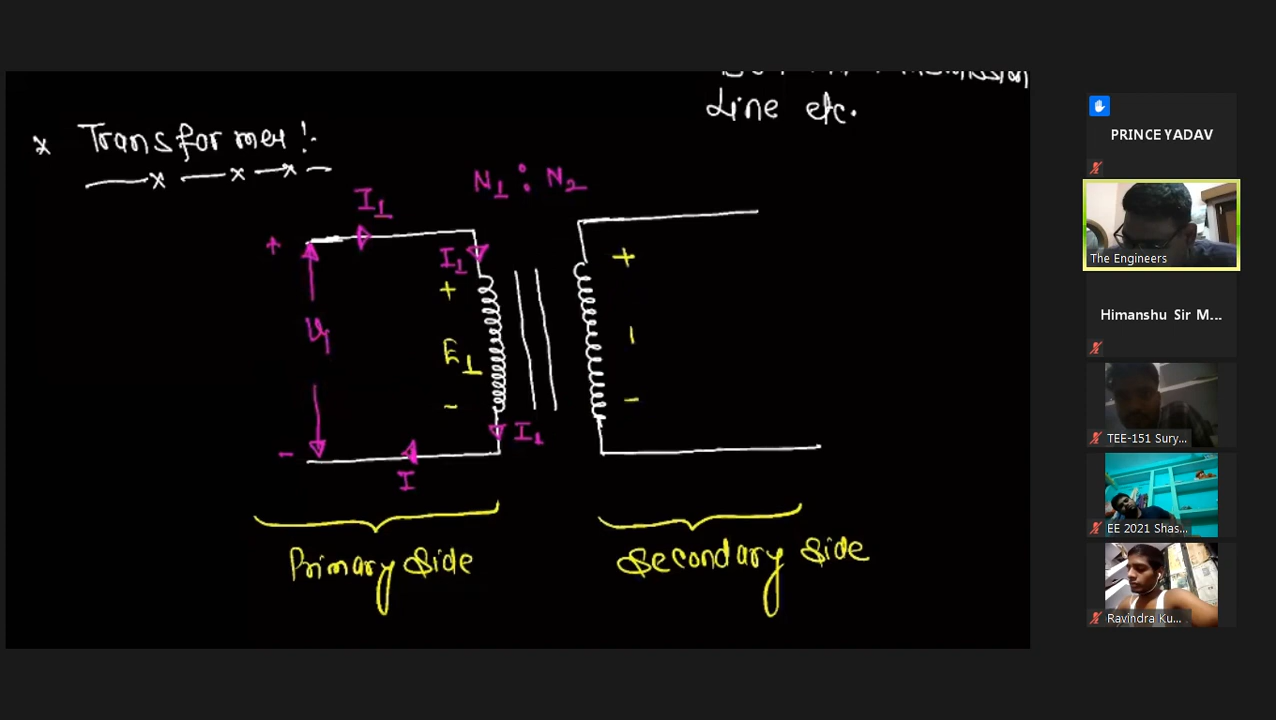 Line etc.
* Transformer :-
N1 : N2
I1
+
I1
+
+
V1
E1
-
-
-
I1
-
I
Primary Side
Secondary Side
PRINCE YADAV
The Engineers
Himanshu Sir M...
TEE-151 Sury...
EE 2021 Shas...
Ravindra Ku...